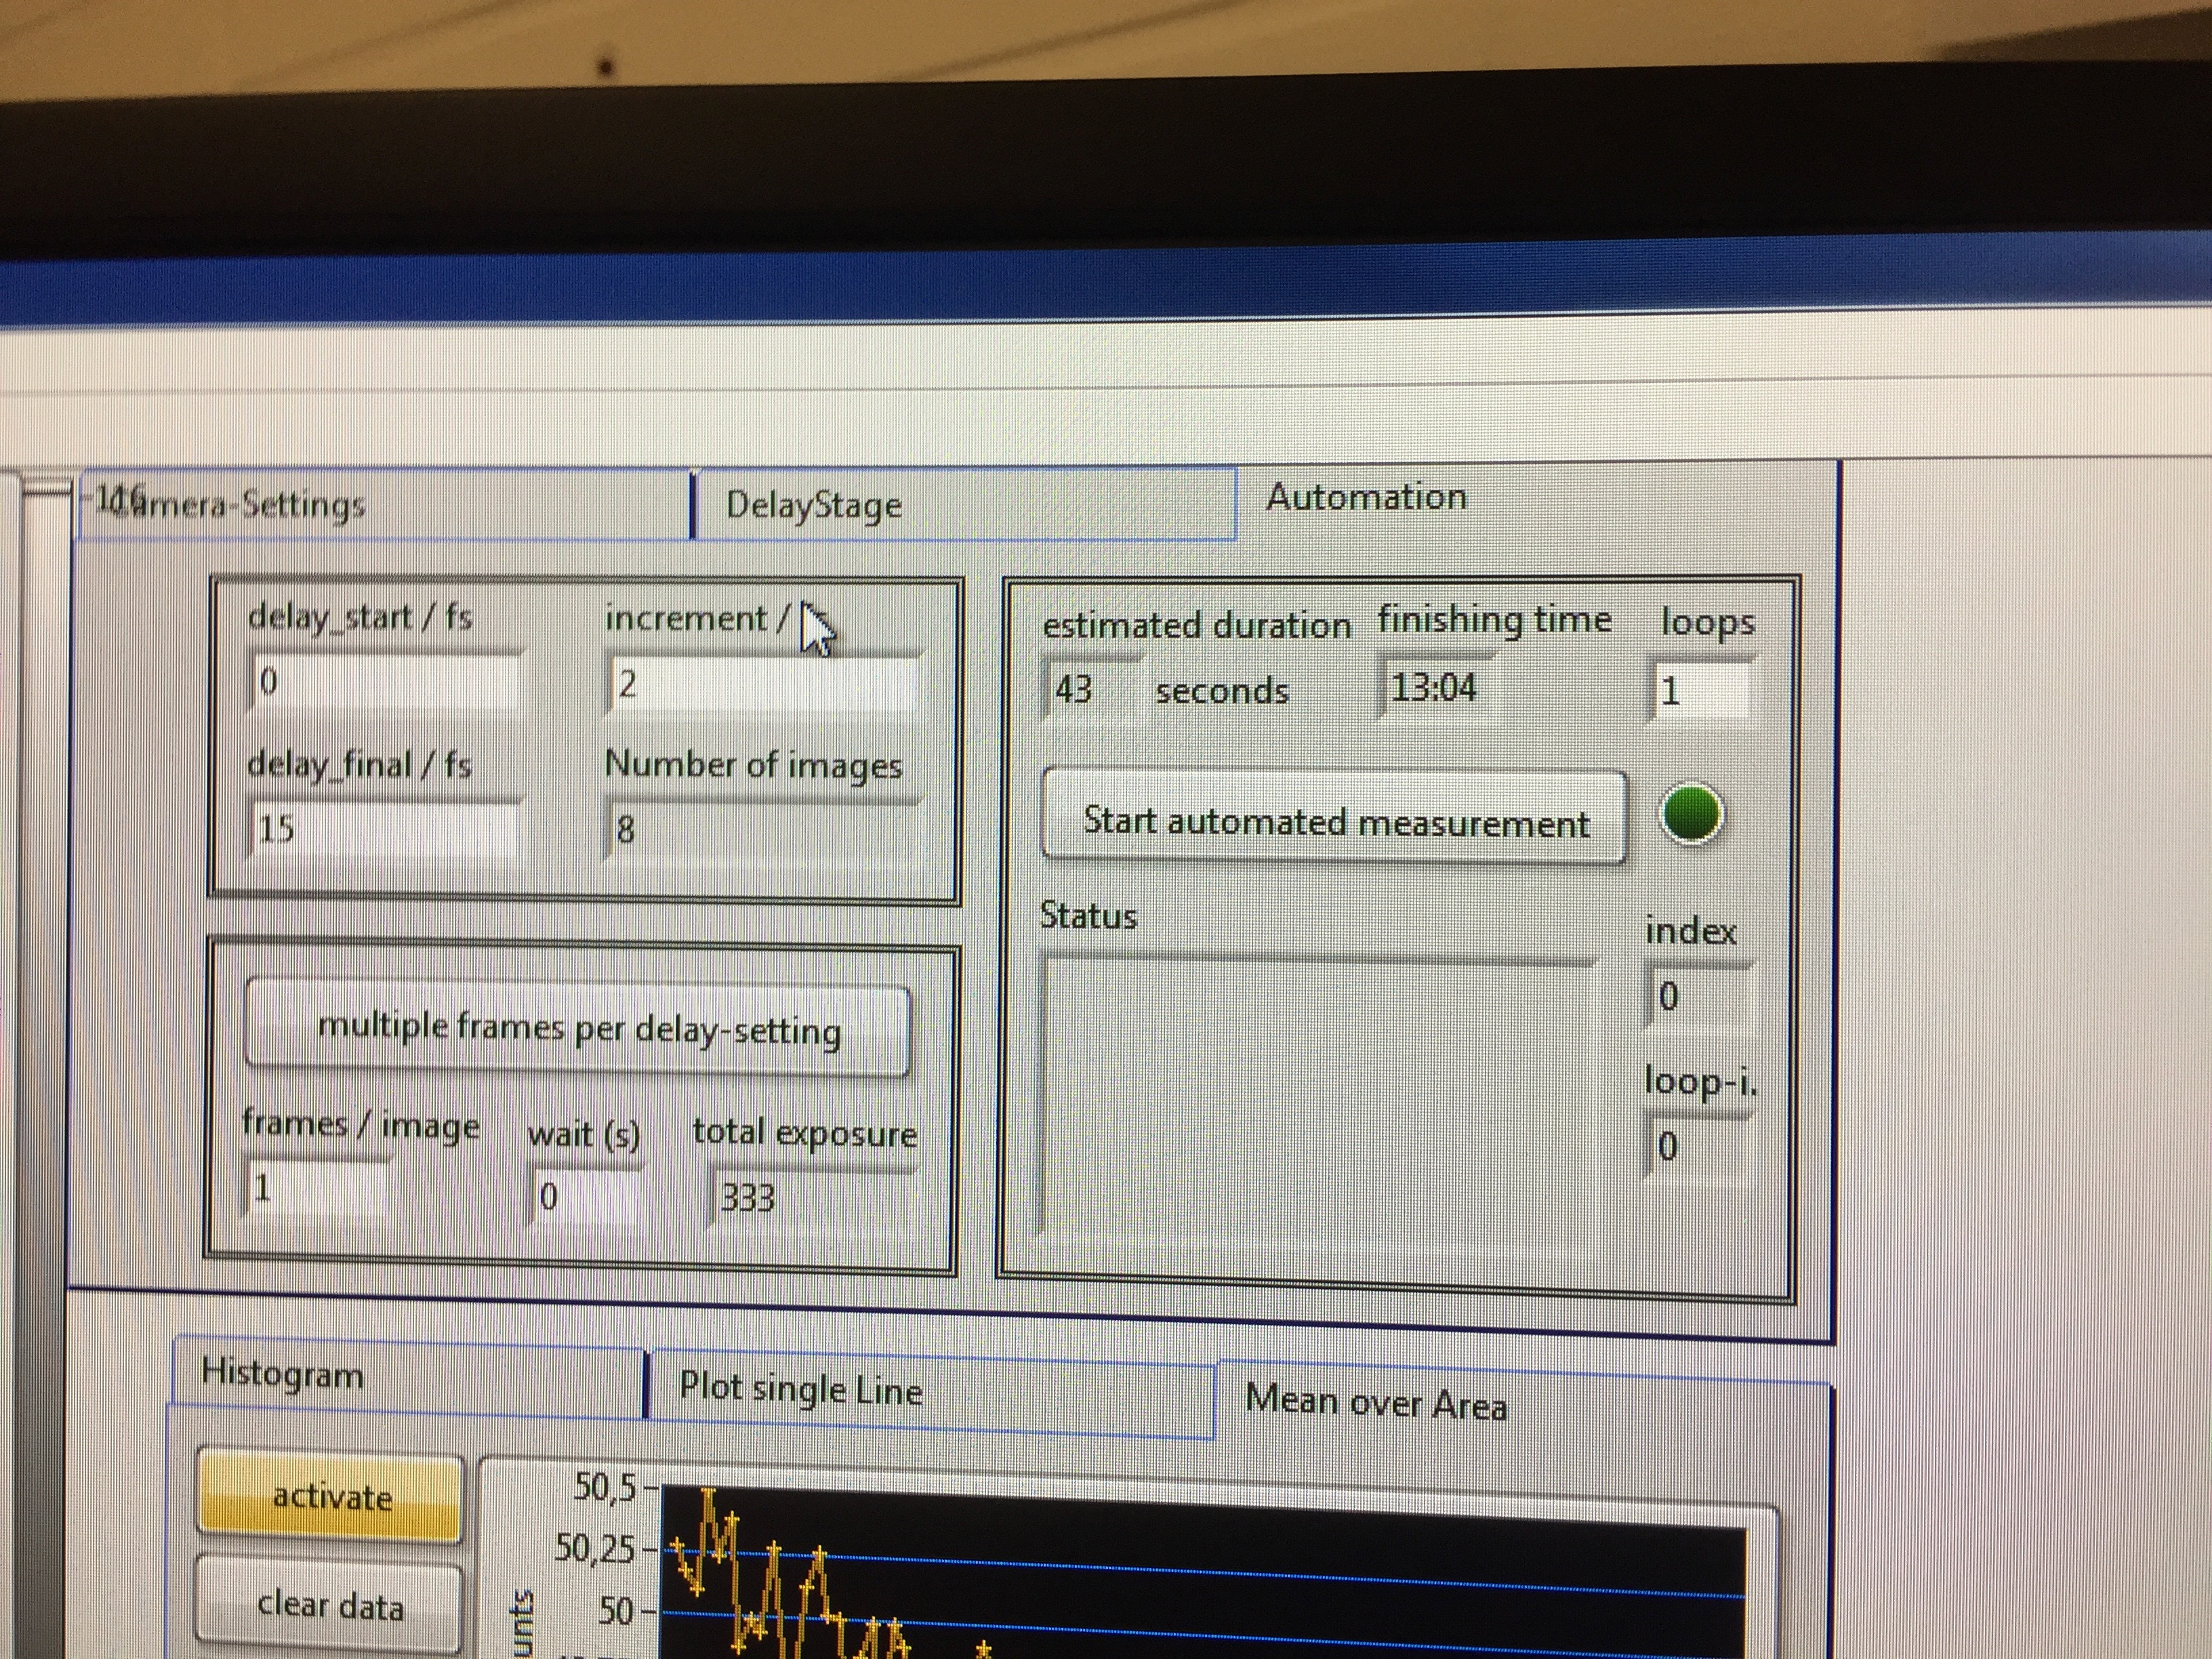 Camera-Settings DelayStage Automation
delay_start / fs increment /
0 2
delay_final / fs Number of images
15 8
multiple frames per delay-setting
frames / image wait (s) total exposure
1 0 333
estimated duration finishing time loops
43 seconds 13:04 1
Start automated measurement
Status
index
0
loop-i.
0
Histogram Plot single Line Mean over Area
activate
clear data
50,5
50,25
50